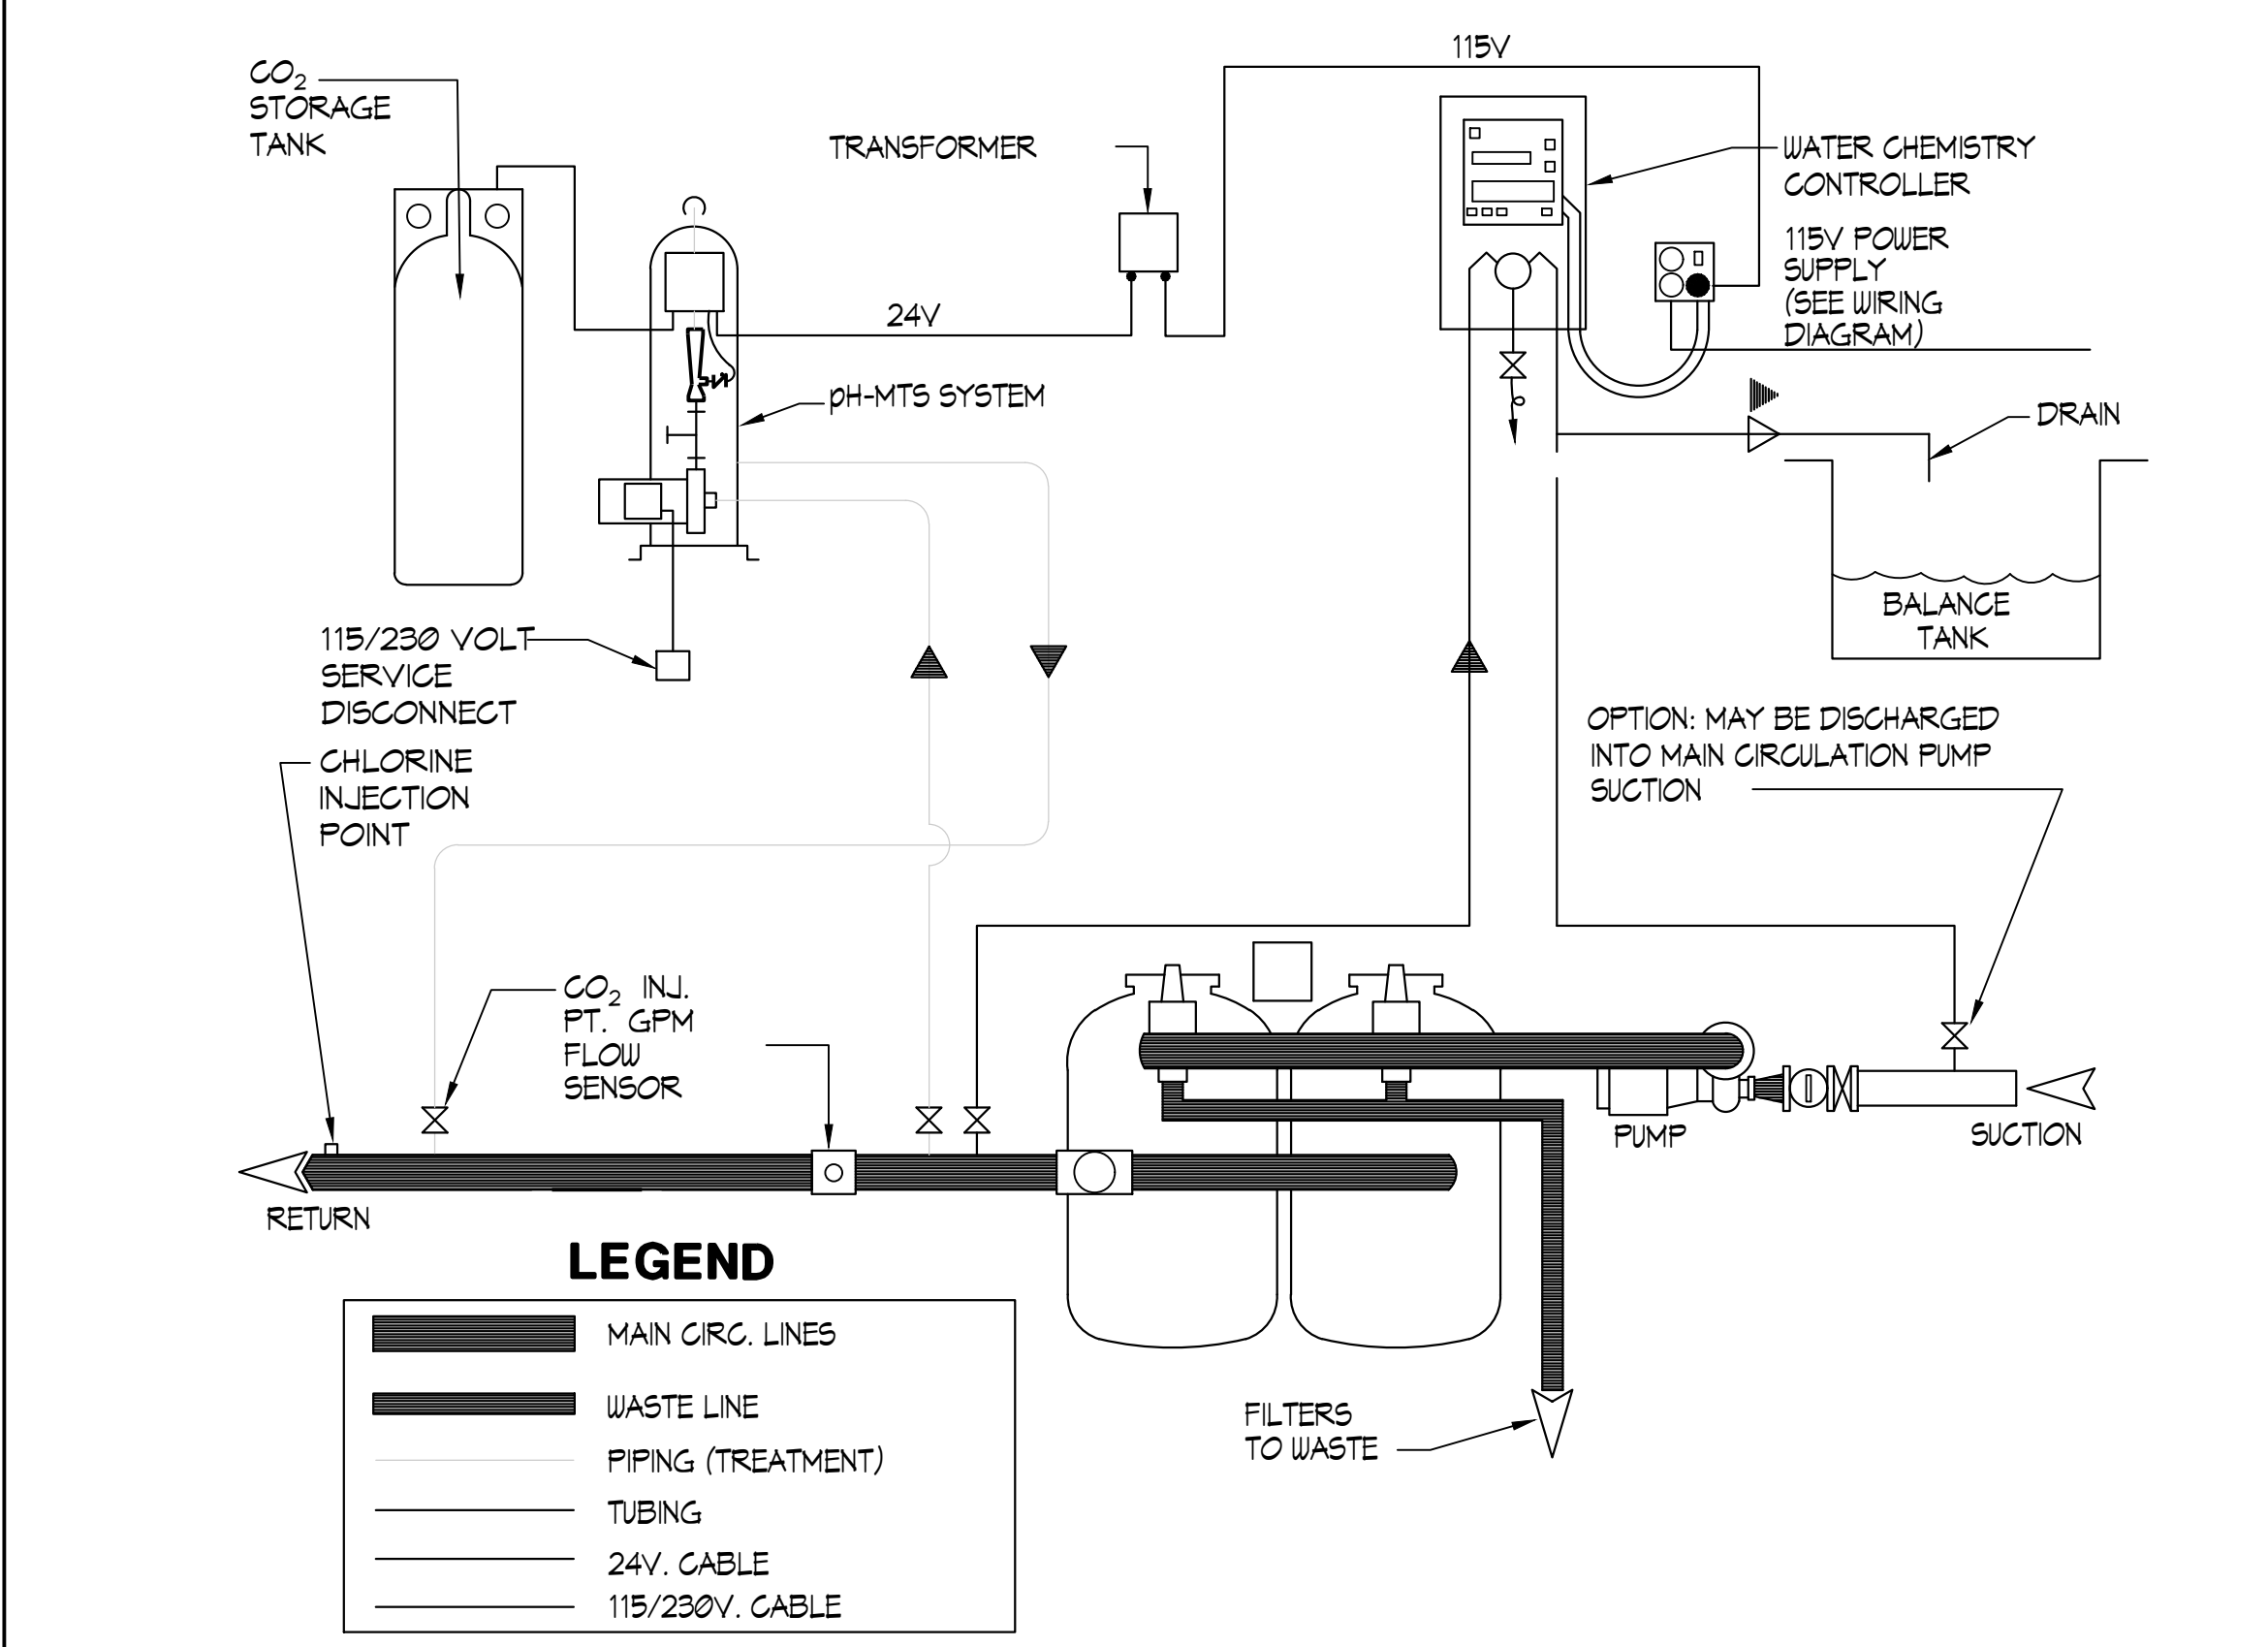 CO2
STORAGE
TANK
TRANSFORMER
115V
WATER CHEMISTRY
CONTROLLER
115V POWER
SUPPLY
(SEE WIRING
DIAGRAM)
24V
pH-MTS SYSTEM
DRAIN
BALANCE
TANK
115/230 VOLT
SERVICE
DISCONNECT
CHLORINE
INJECTION
POINT
OPTION: MAY BE DISCHARGED
INTO MAIN CIRCULATION PUMP
SUCTION
CO2 INJ.
PT. GPM
FLOW
SENSOR
PUMP
SUCTION
RETURN
FILTERS
TO WASTE
LEGEND
MAIN CIRC. LINES
WASTE LINE
PIPING (TREATMENT)
TUBING
24V. CABLE
115/230V. CABLE